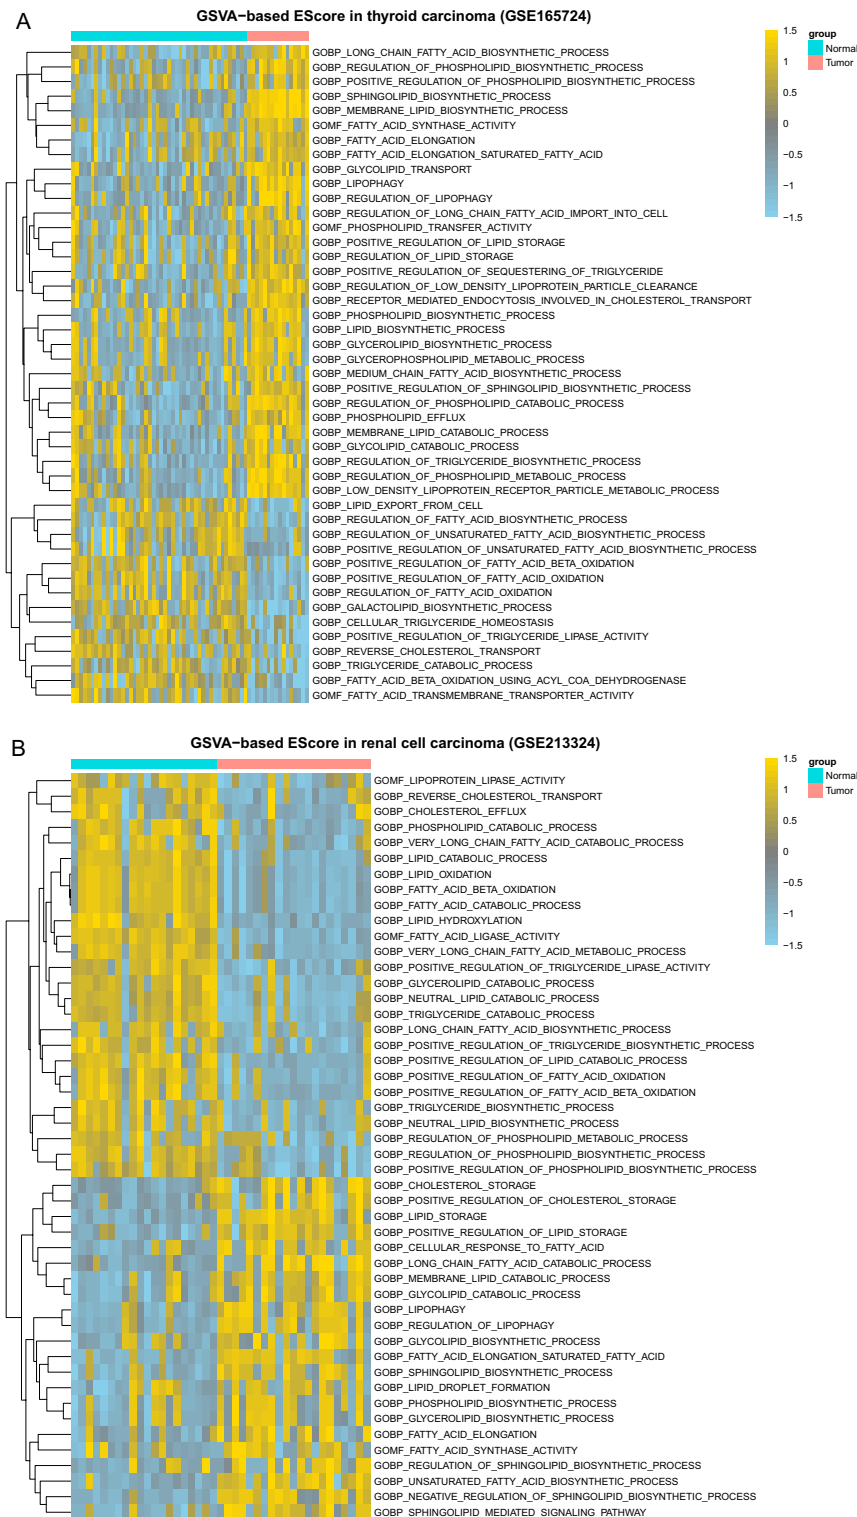 A
GSVA−based EScore in thyroid carcinoma (GSE165724)
GOBP_LONG_CHAIN_FATTY_ACID_BIOSYNTHETIC_PROCESS
GOBP_REGULATION_OF_PHOSPHOLIPID_BIOSYNTHETIC_PROCESS
GOBP_POSITIVE_REGULATION_OF_PHOSPHOLIPID_BIOSYNTHETIC_PROCESS
GOBP_SPHINGOLIPID_BIOSYNTHETIC_PROCESS
GOBP_MEMBRANE_LIPID_BIOSYNTHETIC_PROCESS
GOMF_FATTY_ACID_SYNTHASE_ACTIVITY
GOBP_FATTY_ACID_ELONGATION
GOBP_FATTY_ACID_ELONGATION_SATURATED_FATTY_ACID
GOBP_GLYCOLIPID_TRANSPORT
GOBP_LIPOPHAGY
GOBP_REGULATION_OF_LIPOPHAGY
GOBP_REGULATION_OF_LONG_CHAIN_FATTY_ACID_IMPORT_INTO_CELL
GOMF_PHOSPHOLIPID_TRANSFER_ACTIVITY
GOBP_POSITIVE_REGULATION_OF_LIPID_STORAGE
GOBP_REGULATION_OF_LIPID_STORAGE
GOBP_POSITIVE_REGULATION_OF_SEQUESTERING_OF_TRIGLYCERIDE
GOBP_REGULATION_OF_LOW_DENSITY_LIPOPROTEIN_PARTICLE_CLEARANCE
GOBP_RECEPTOR_MEDIATED_ENDOCYTOSIS_INVOLVED_IN_CHOLESTEROL_TRANSPORT
GOBP_PHOSPHOLIPID_BIOSYNTHETIC_PROCESS
GOBP_LIPID_BIOSYNTHETIC_PROCESS
GOBP_GLYCEROLIPID_BIOSYNTHETIC_PROCESS
GOBP_GLYCEROPHOSPHOLIPID_METABOLIC_PROCESS
GOBP_MEDIUM_CHAIN_FATTY_ACID_BIOSYNTHETIC_PROCESS
GOBP_POSITIVE_REGULATION_OF_SPHINGOLIPID_BIOSYNTHETIC_PROCESS
GOBP_REGULATION_OF_PHOSPHOLIPID_CATABOLIC_PROCESS
GOBP_PHOSPHOLIPID_EFFLUX
GOBP_MEMBRANE_LIPID_CATABOLIC_PROCESS
GOBP_GLYCOLIPID_CATABOLIC_PROCESS
GOBP_REGULATION_OF_TRIGLYCERIDE_BIOSYNTHETIC_PROCESS
GOBP_REGULATION_OF_PHOSPHOLIPID_METABOLIC_PROCESS
GOBP_LOW_DENSITY_LIPOPROTEIN_RECEPTOR_PARTICLE_METABOLIC_PROCESS
GOBP_LIPID_EXPORT_FROM_CELL
GOBP_REGULATION_OF_FATTY_ACID_BIOSYNTHETIC_PROCESS
GOBP_REGULATION_OF_UNSATURATED_FATTY_ACID_BIOSYNTHETIC_PROCESS
GOBP_POSITIVE_REGULATION_OF_UNSATURATED_FATTY_ACID_BIOSYNTHETIC_PROCESS
GOBP_POSITIVE_REGULATION_OF_FATTY_ACID_BETA_OXIDATION
GOBP_POSITIVE_REGULATION_OF_FATTY_ACID_OXIDATION
GOBP_REGULATION_OF_FATTY_ACID_OXIDATION
GOBP_GALACTOLIPID_BIOSYNTHETIC_PROCESS
GOBP_CELLULAR_TRIGLYCERIDE_HOMEOSTASIS
GOBP_POSITIVE_REGULATION_OF_TRIGLYCERIDE_LIPASE_ACTIVITY
GOBP_REVERSE_CHOLESTEROL_TRANSPORT
GOBP_TRIGLYCERIDE_CATABOLIC_PROCESS
GOBP_FATTY_ACID_BETA_OXIDATION_USING_ACYL_COA_DEHYDROGENASE
GOMF_FATTY_ACID_TRANSMEMBRANE_TRANSPORTER_ACTIVITY
1.5
1
0.5
0
−0.5
−1
−1.5
group
Normal
Tumor
B
GSVA−based EScore in renal cell carcinoma (GSE213324)
GOMF_LIPOPROTEIN_LIPASE_ACTIVITY
GOBP_REVERSE_CHOLESTEROL_TRANSPORT
GOBP_CHOLESTEROL_EFFLUX
GOBP_PHOSPHOLIPID_CATABOLIC_PROCESS
GOBP_VERY_LONG_CHAIN_FATTY_ACID_CATABOLIC_PROCESS
GOBP_LIPID_CATABOLIC_PROCESS
GOBP_LIPID_OXIDATION
GOBP_FATTY_ACID_BETA_OXIDATION
GOBP_FATTY_ACID_CATABOLIC_PROCESS
GOBP_LIPID_HYDROXYLATION
GOMF_FATTY_ACID_LIGASE_ACTIVITY
GOBP_VERY_LONG_CHAIN_FATTY_ACID_METABOLIC_PROCESS
GOBP_POSITIVE_REGULATION_OF_TRIGLYCERIDE_LIPASE_ACTIVITY
GOBP_GLYCEROLIPID_CATABOLIC_PROCESS
GOBP_NEUTRAL_LIPID_CATABOLIC_PROCESS
GOBP_TRIGLYCERIDE_CATABOLIC_PROCESS
GOBP_LONG_CHAIN_FATTY_ACID_BIOSYNTHETIC_PROCESS
GOBP_POSITIVE_REGULATION_OF_TRIGLYCERIDE_BIOSYNTHETIC_PROCESS
GOBP_POSITIVE_REGULATION_OF_LIPID_CATABOLIC_PROCESS
GOBP_POSITIVE_REGULATION_OF_FATTY_ACID_OXIDATION
GOBP_POSITIVE_REGULATION_OF_FATTY_ACID_BETA_OXIDATION
GOBP_TRIGLYCERIDE_BIOSYNTHETIC_PROCESS
GOBP_NEUTRAL_LIPID_BIOSYNTHETIC_PROCESS
GOBP_REGULATION_OF_PHOSPHOLIPID_METABOLIC_PROCESS
GOBP_REGULATION_OF_PHOSPHOLIPID_BIOSYNTHETIC_PROCESS
GOBP_POSITIVE_REGULATION_OF_PHOSPHOLIPID_BIOSYNTHETIC_PROCESS
GOBP_CHOLESTEROL_STORAGE
GOBP_POSITIVE_REGULATION_OF_CHOLESTEROL_STORAGE
GOBP_LIPID_STORAGE
GOBP_POSITIVE_REGULATION_OF_LIPID_STORAGE
GOBP_CELLULAR_RESPONSE_TO_FATTY_ACID
GOBP_LONG_CHAIN_FATTY_ACID_CATABOLIC_PROCESS
GOBP_MEMBRANE_LIPID_CATABOLIC_PROCESS
GOBP_GLYCOLIPID_CATABOLIC_PROCESS
GOBP_LIPOPHAGY
GOBP_REGULATION_OF_LIPOPHAGY
GOBP_GLYCOLIPID_BIOSYNTHETIC_PROCESS
GOBP_FATTY_ACID_ELONGATION_SATURATED_FATTY_ACID
GOBP_SPHINGOLIPID_BIOSYNTHETIC_PROCESS
GOBP_LIPID_DROPLET_FORMATION
GOBP_PHOSPHOLIPID_BIOSYNTHETIC_PROCESS
GOBP_GLYCEROLIPID_BIOSYNTHETIC_PROCESS
GOBP_FATTY_ACID_ELONGATION
GOMF_FATTY_ACID_SYNTHASE_ACTIVITY
GOBP_REGULATION_OF_SPHINGOLIPID_BIOSYNTHETIC_PROCESS
GOBP_UNSATURATED_FATTY_ACID_BIOSYNTHETIC_PROCESS
GOBP_NEGATIVE_REGULATION_OF_SPHINGOLIPID_BIOSYNTHETIC_PROCESS
GOBP_SPHINGOLIPID_MEDIATED_SIGNALING_PATHWAY
1.5
1
0.5
0
−0.5
−1
−1.5
group
Normal
Tumor